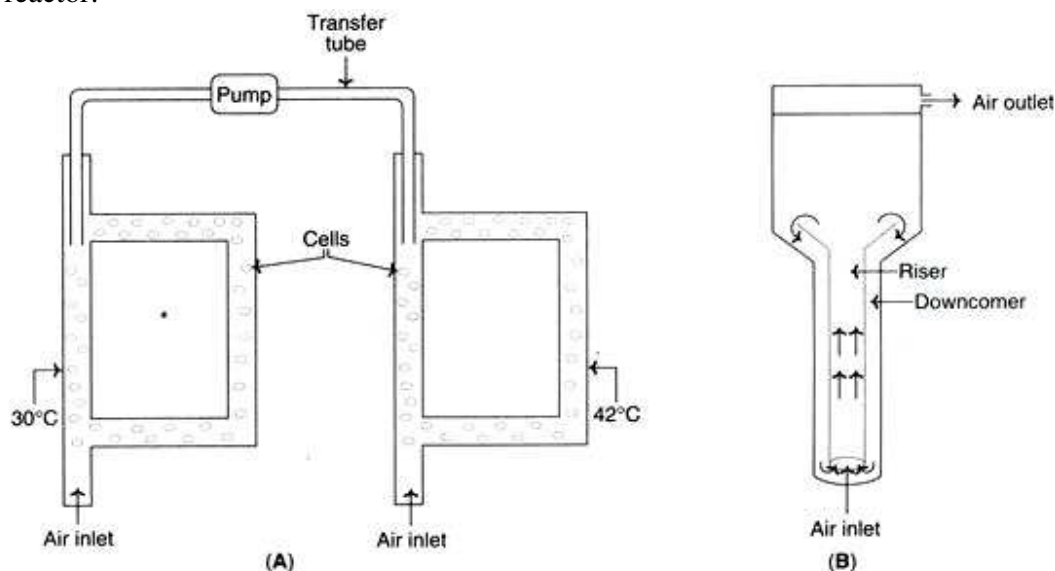 reactor.
Transfer
tube
Pump
Air outlet
Cells
Riser
Downcomer
30°C
42°C
Air inlet
Air inlet
Air inlet
(A)
(B)